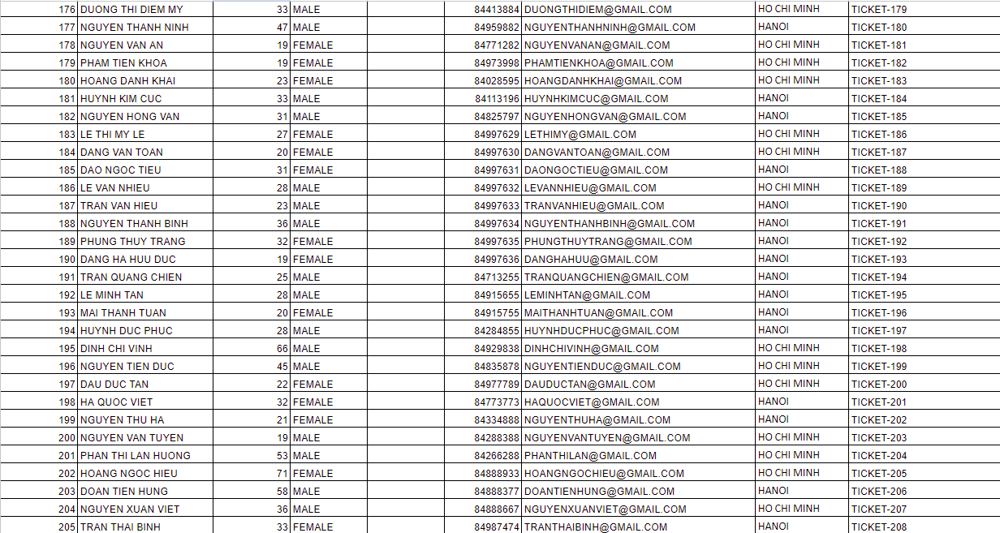 176 DUONG THI DIEM MY 33 MALE 84413884 DUONGTHIDIEM@GMAIL.COM HO CHI MINH TICKET-179
177 NGUYEN THANH NINH 47 MALE 84959882 NGUYENTHANHNINH@GMAIL.COM HANOI TICKET-180
178 NGUYEN VAN AN 19 FEMALE 84771282 NGUYENVANAN@GMAIL.COM HO CHI MINH TICKET-181
179 PHAM TIEN KHOA 19 FEMALE 84973998 PHAMTIENKHOA@GMAIL.COM HO CHI MINH TICKET-182
180 HOANG DANH KHAI 23 FEMALE 84028595 HOANGDANHKHAI@GMAIL.COM HO CHI MINH TICKET-183
181 HUYNH KIM CUC 33 MALE 84113196 HUYNHKIMCUC@GMAIL.COM HANOI TICKET-184
182 NGUYEN HONG VAN 31 MALE 84825797 NGUYENHONGVAN@GMAIL.COM HANOI TICKET-185
183 LE THI MY LE 27 FEMALE 84997629 LETHIMY@GMAIL.COM HO CHI MINH TICKET-186
184 DANG VAN TOAN 20 FEMALE 84997630 DANGVANTOAN@GMAIL.COM HO CHI MINH TICKET-187
185 DAO NGOC TIEU 31 FEMALE 84997631 DAONGOCTIEU@GMAIL.COM HANOI TICKET-188
186 LE VAN NHIEU 28 MALE 84997632 LEVANNHIEU@GMAIL.COM HO CHI MINH TICKET-189
187 TRAN VAN HIEU 23 MALE 84997633 TRANVANHIEU@GMAIL.COM HANOI TICKET-190
188 NGUYEN THANH BINH 36 MALE 84997634 NGUYENTHANHBINH@GMAIL.COM HANOI TICKET-191
189 PHUNG THUY TRANG 32 FEMALE 84997635 PHUNGTHUYTRANG@GMAIL.COM HANOI TICKET-192
190 DANG HA HUU DUC 19 FEMALE 84997636 DANGHAHUU@GMAIL.COM HANOI TICKET-193
191 TRAN QUANG CHIEN 25 MALE 84713255 TRANQUANGCHIEN@GMAIL.COM HANOI TICKET-194
192 LE MINH TAN 28 MALE 84915655 LEMINHTAN@GMAIL.COM HANOI TICKET-195
193 MAI THANH TUAN 20 FEMALE 84915755 MAITHANHTUAN@GMAIL.COM HANOI TICKET-196
194 HUYNH DUC PHUC 28 MALE 84284855 HUYNHDUCPHUC@GMAIL.COM HANOI TICKET-197
195 DINH CHI VINH 66 MALE 84929838 DINHCHIVINH@GMAIL.COM HO CHI MINH TICKET-198
196 NGUYEN TIEN DUC 45 MALE 84835878 NGUYENTIENDUC@GMAIL.COM HO CHI MINH TICKET-199
197 DAU DUC TAN 22 FEMALE 84977789 DAUDUCTAN@GMAIL.COM HO CHI MINH TICKET-200
198 HA QUOC VIET 32 FEMALE 84773773 HAQUOCVIET@GMAIL.COM HANOI TICKET-201
199 NGUYEN THU HA 21 FEMALE 84334888 NGUYENTHUHA@GMAIL.COM HANOI TICKET-202
200 NGUYEN VAN TUYEN 19 MALE 84288388 NGUYENVANTUYEN@GMAIL.COM HO CHI MINH TICKET-203
201 PHAN THI LAN HUONG 53 MALE 84266288 PHANTHILAN@GMAIL.COM HO CHI MINH TICKET-204
202 HOANG NGOC HIEU 71 FEMALE 84888933 HOANGNGOCHIEU@GMAIL.COM HO CHI MINH TICKET-205
203 DOAN TIEN HUNG 58 MALE 84888377 DOANTIENHUNG@GMAIL.COM HANOI TICKET-206
204 NGUYEN XUAN VIET 36 MALE 84888667 NGUYENXUANVIET@GMAIL.COM HO CHI MINH TICKET-207
205 TRAN THAI BINH 33 FEMALE 84987474 TRANTHAIBINH@GMAIL.COM HANOI TICKET-208